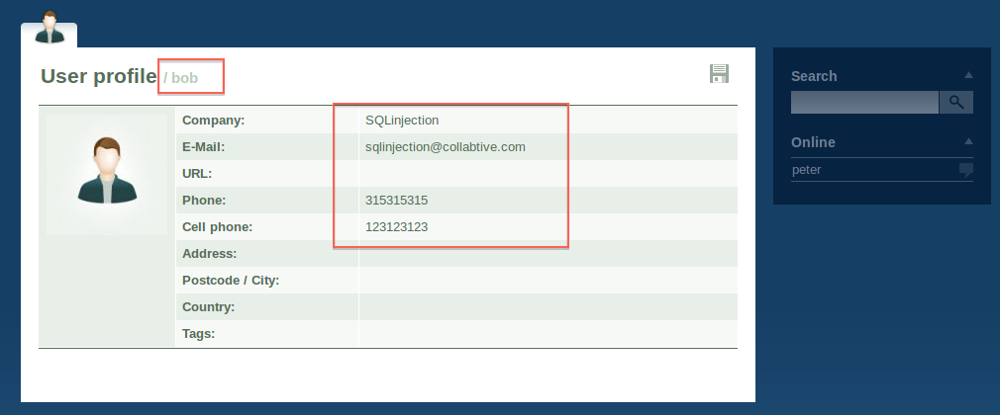 User profile / bob
Company: SQLinjection
E-Mail: sqlinjection@collabtive.com
URL:
Phone: 315315315
Cell phone: 123123123
Address:
Postcode / City:
Country:
Tags:
Search
Online
peter